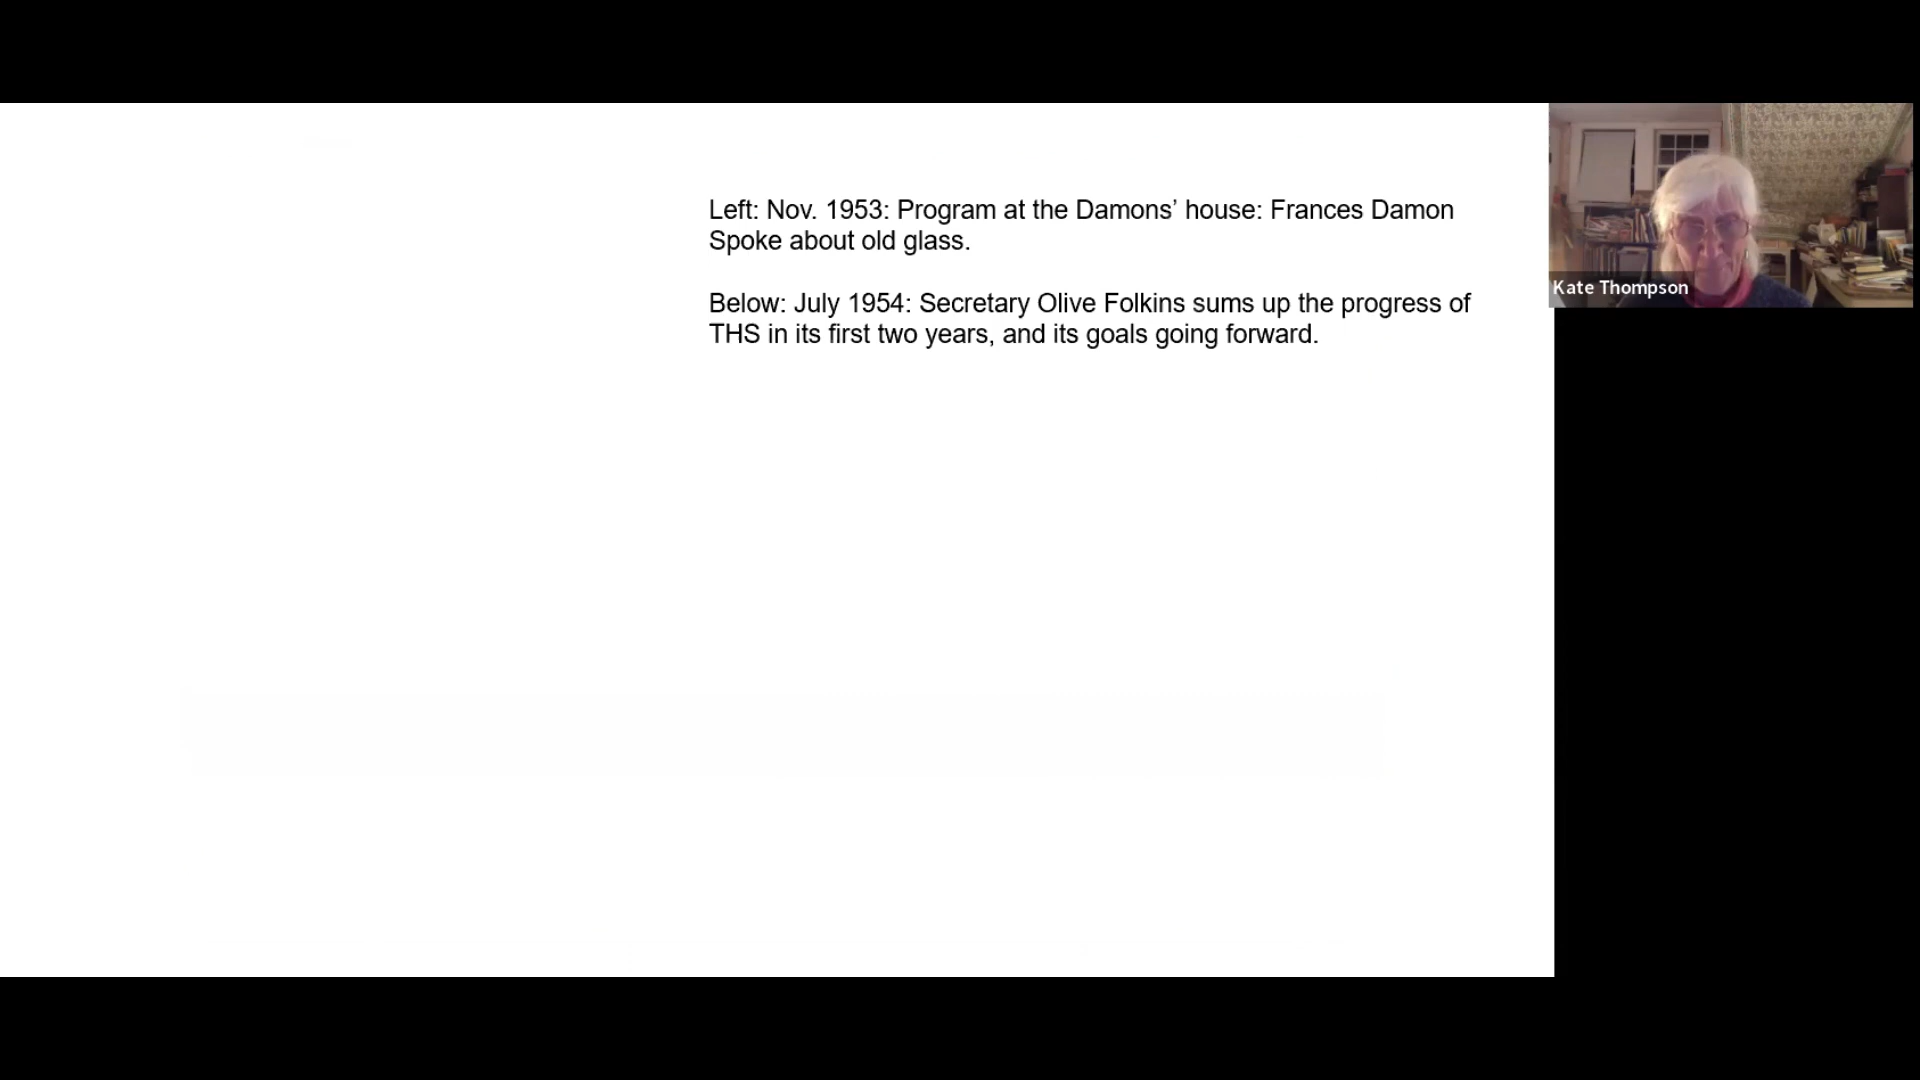 Left: Nov. 1953: Program at the Damons’ house: Frances Damon
Spoke about old glass.
Below: July 1954: Secretary Olive Folkins sums up the progress of
THS in its first two years, and its goals going forward.
Kate Thompson